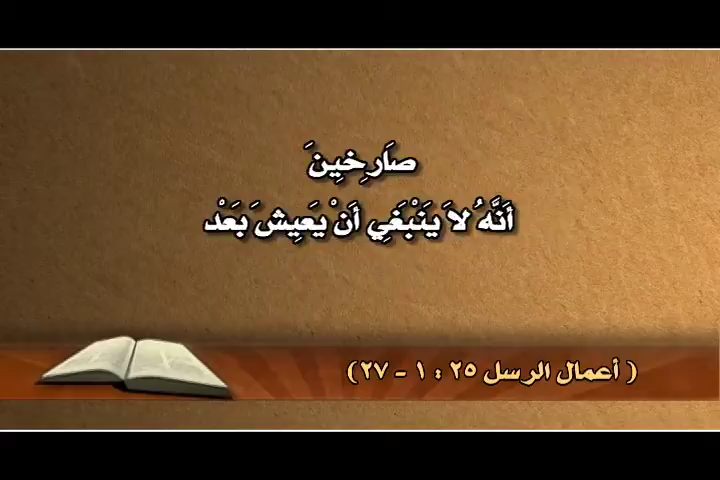 صَارِخِينَ
أَنَّهُ لاَ يَنْبَغِي أَنْ يَعِيشَ بَعْد
( أعمال الرسل ٢٥ : ١ - ٢٧ )